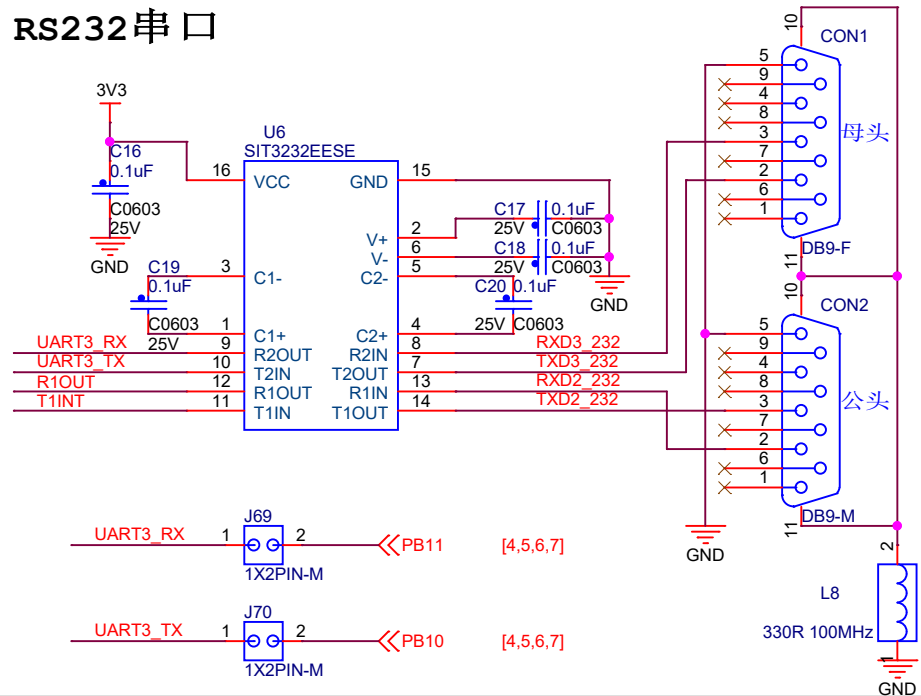 RS232串口
3V3
C16
0.1uF
C0603
25V
GND
U6
SIT3232EESE
16 VCC GND 15
V+ 2
V- 6
3 C1- C2- 5
1 C1+ C2+ 4
9 R2OUT R2IN 8
10 T2IN T2OUT 7
12 R1OUT R1IN 13
11 T1IN T1OUT 14
C19
0.1uF
C0603
25V
UART3_RX
UART3_TX
R1OUT
T1INT
C17 0.1uF
25V C0603
C18 0.1uF
25V C0603
GND
C20 0.1uF
25V C0603
RXD3_232
TXD3_232
RXD2_232
TXD2_232
10
CON1
5
9
4
8
3
母头
7
2
6
1
DB9-F
11
10
CON2
5
9
4
8
3
公头
7
2
6
1
DB9-M
11
GND
2
L8
330R 100MHz
1
GND
J69
UART3_RX 1 2 PB11 [4,5,6,7]
1X2PIN-M
J70
UART3_TX 1 2 PB10 [4,5,6,7]
1X2PIN-M